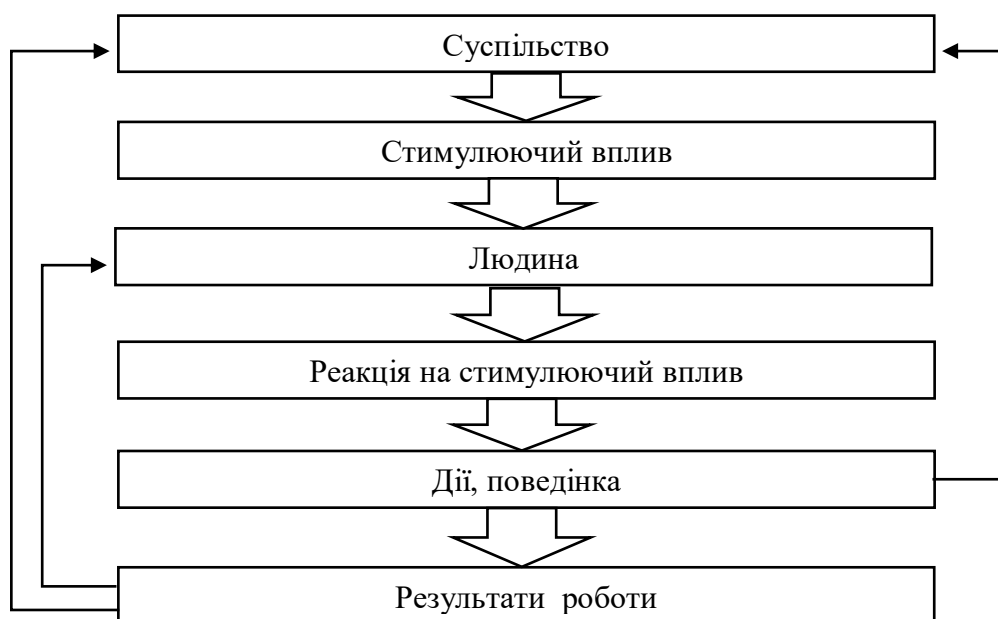 Суспільство
Стимулюючий вплив
Людина
Реакція на стимулюючий вплив
Дії, поведінка
Результати роботи